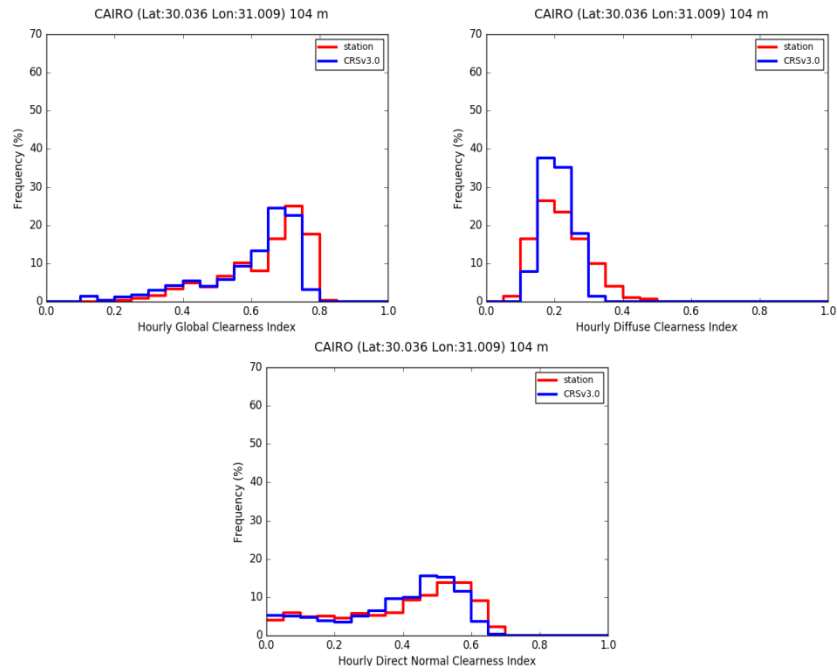 CAIRO (Lat:30.036 Lon:31.009) 104 m
70
60
50
40
30
20
10
0
Frequency (%)
station
CRSv3.0
0.0 0.2 0.4 0.6 0.8 1.0
Hourly Global Clearness Index
CAIRO (Lat:30.036 Lon:31.009) 104 m
70
60
50
40
30
20
10
0
Frequency (%)
station
CRSv3.0
0.0 0.2 0.4 0.6 0.8 1.0
Hourly Diffuse Clearness Index
CAIRO (Lat:30.036 Lon:31.009) 104 m
70
60
50
40
30
20
10
0
Frequency (%)
station
CRSv3.0
0.0 0.2 0.4 0.6 0.8 1.0
Hourly Direct Normal Clearness Index